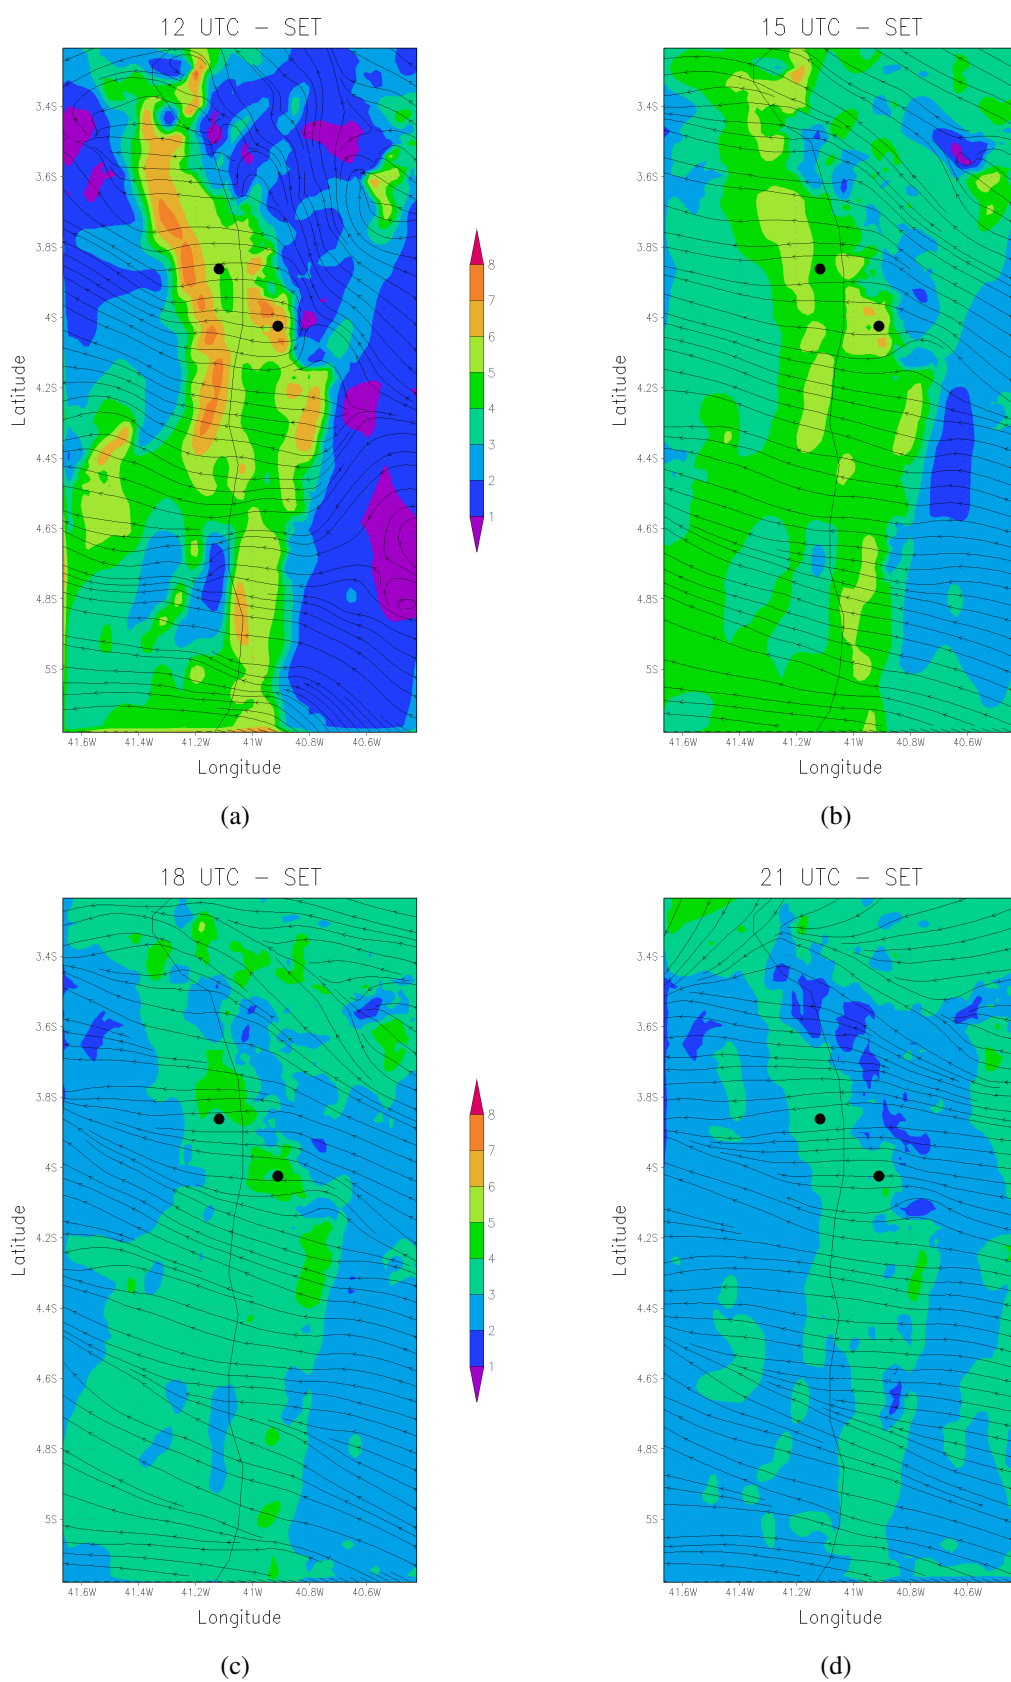 12 UTC – SET
15 UTC – SET
3.4S
3.6S
3.8S
4S
4.2S
4.4S
4.6S
4.8S
5S
Latitude
41.6W 41.4W 41.2W 41W 40.8W 40.6W
Longitude
8
7
6
5
4
3
2
1
3.4S
3.6S
3.8S
4S
4.2S
4.4S
4.6S
4.8S
5S
Latitude
41.6W 41.4W 41.2W 41W 40.8W 40.6W
Longitude
(a)
(b)
18 UTC – SET
21 UTC – SET
3.4S
3.6S
3.8S
4S
4.2S
4.4S
4.6S
4.8S
5S
Latitude
41.6W 41.4W 41.2W 41W 40.8W 40.6W
Longitude
8
7
6
5
4
3
2
1
3.4S
3.6S
3.8S
4S
4.2S
4.4S
4.6S
4.8S
5S
Latitude
41.6W 41.4W 41.2W 41W 40.8W 40.6W
Longitude
(c)
(d)